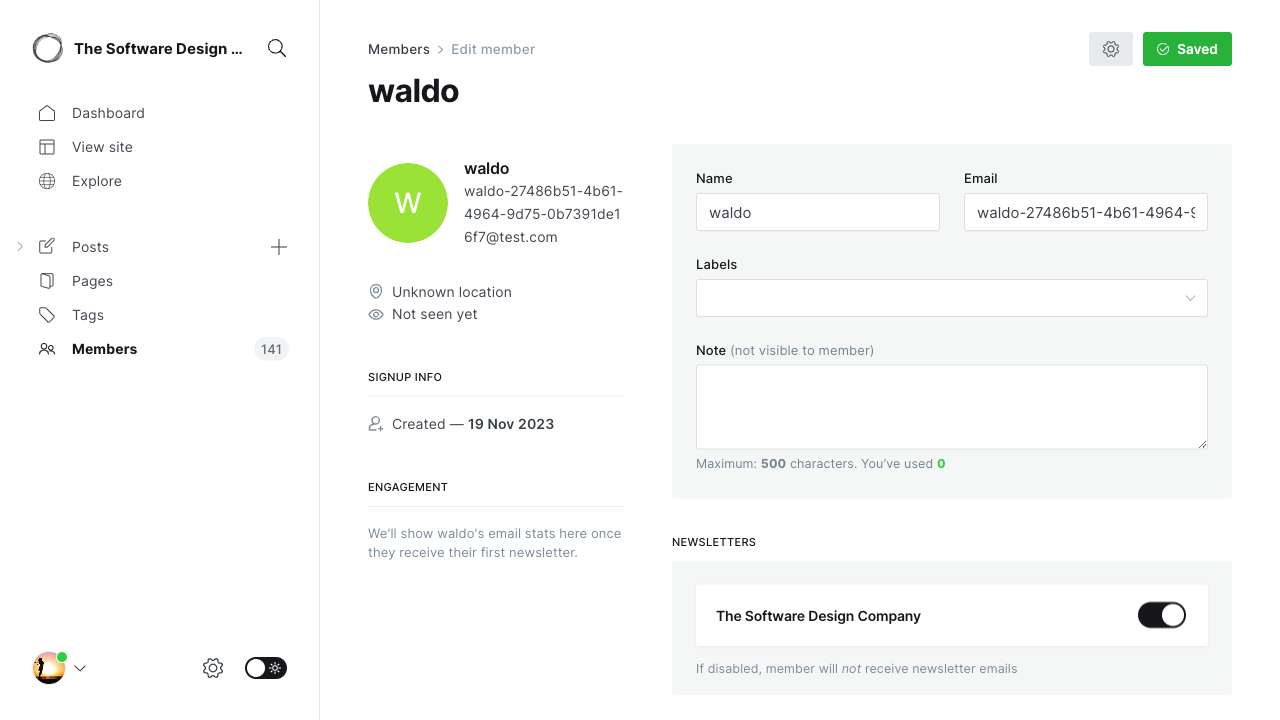 The Software Design ...
Dashboard
View site
Explore
Posts
Pages
Tags
Members 141
Members > Edit member
Saved
waldo
W
waldo
waldo-27486b51-4b61-
4964-9d75-0b7391de1
6f7@test.com
Unknown location
Not seen yet
SIGNUP INFO
Created — 19 Nov 2023
ENGAGEMENT
We'll show waldo's email stats here once
they receive their first newsletter.
Name
waldo
Email
waldo-27486b51-4b61-4964-9
Labels
Note (not visible to member)
Maximum: 500 characters. You've used 0
NEWSLETTERS
The Software Design Company
If disabled, member will not receive newsletter emails